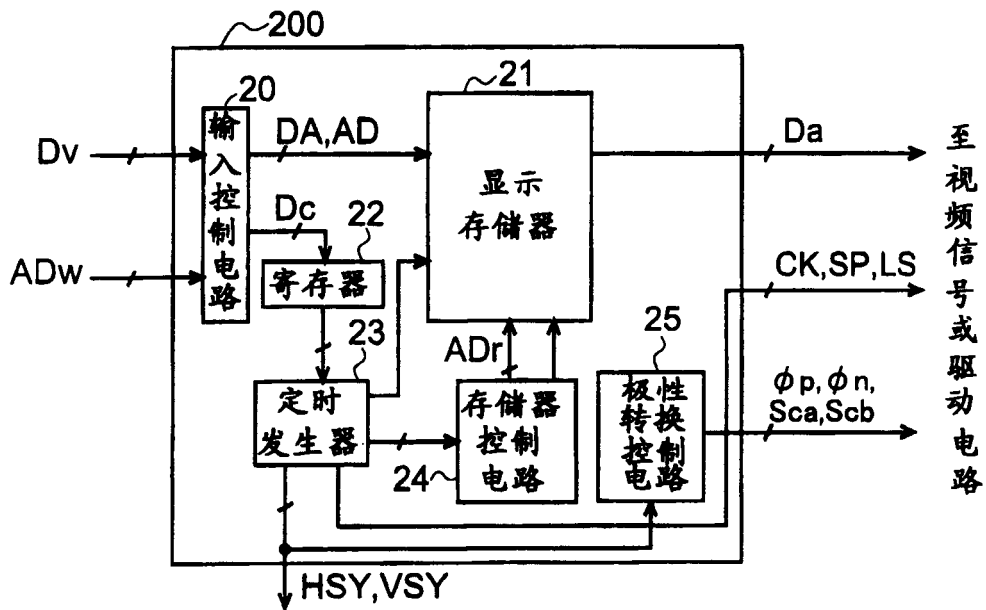 200
20
21
输入控制电路
Dv
DA,AD
Da
显示
存储器
至视频信号或驱动电路
Dc
22
ADw
寄存器
CK,SP,LS
23
ADr
25
定时
发生器
存储器
控制
电路
24
极性
转换
控制
电路
ϕp,ϕn,
Sca,Scb
HSY,VSY